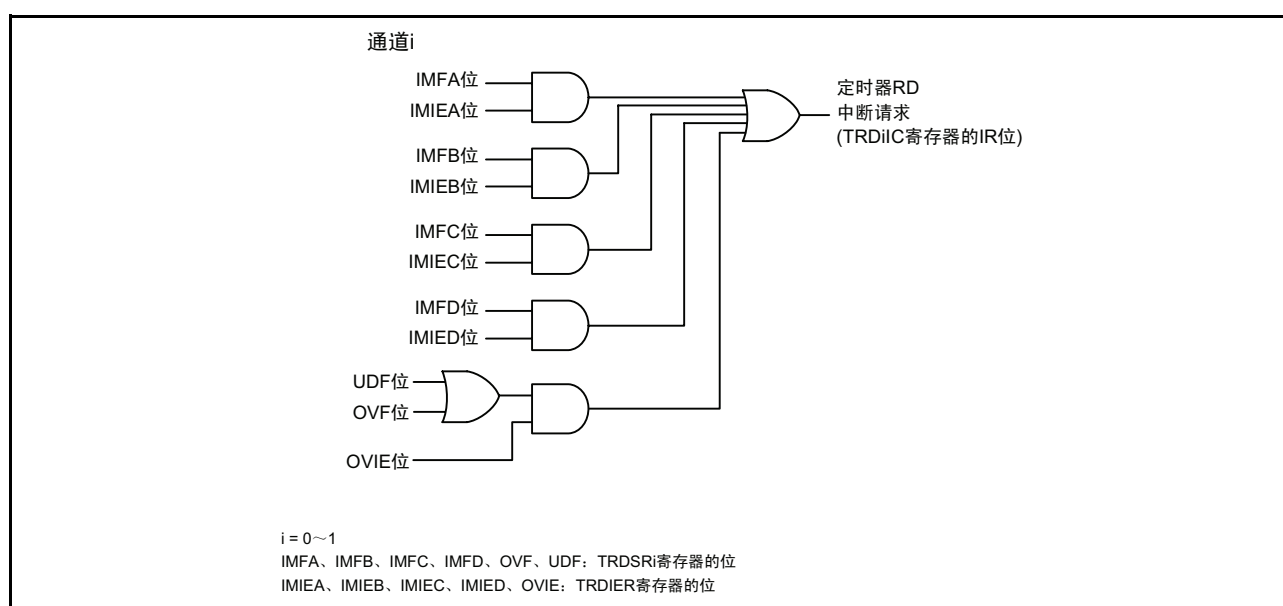 通道i
IMFA位
IMIEA位
IMFB位
IMIEB位
IMFC位
IMIEC位
IMFD位
IMIED位
UDF位
OVF位
OVIE位
定时器RD
中断请求
(TRDiIC寄存器的IR位)
i = 0～1
IMFA、IMFB、IMFC、IMFD、OVF、UDF：TRDSRi寄存器的位
IMIEA、IMIEB、IMIEC、IMIED、OVIE：TRDIER寄存器的位